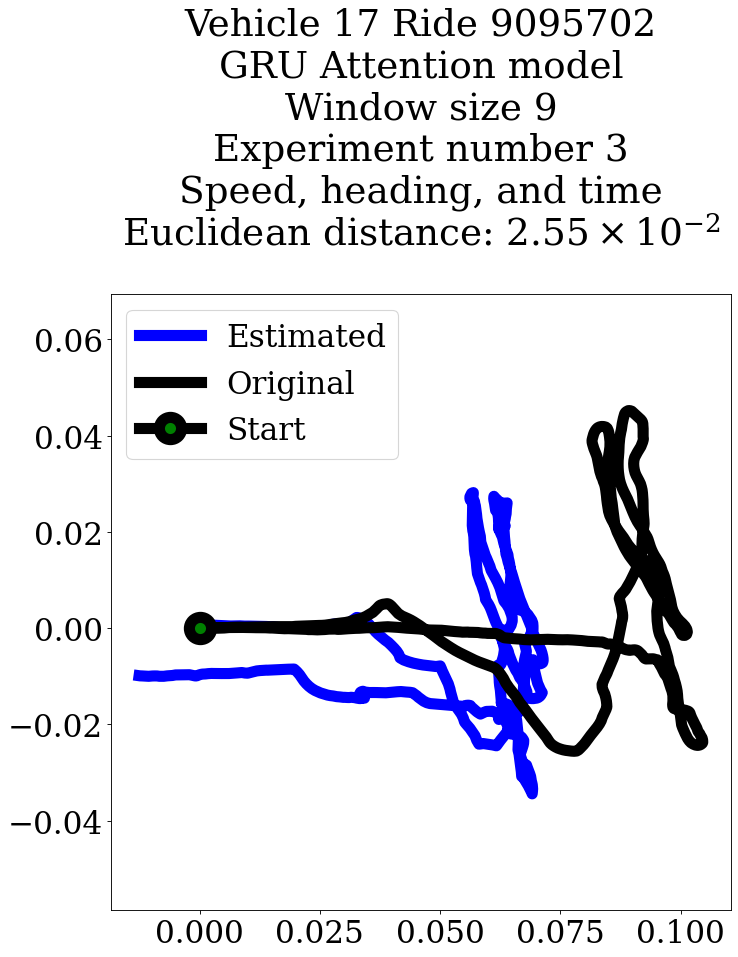 Vehicle 17 Ride 9095702
GRU Attention model
Window size 9
Experiment number 3
Speed, heading, and time
Euclidean distance: 2.55 × 10⁻²
Estimated
Original
Start
0.06
0.04
0.02
0.00
−0.02
−0.04
0.000 0.025 0.050 0.075 0.100